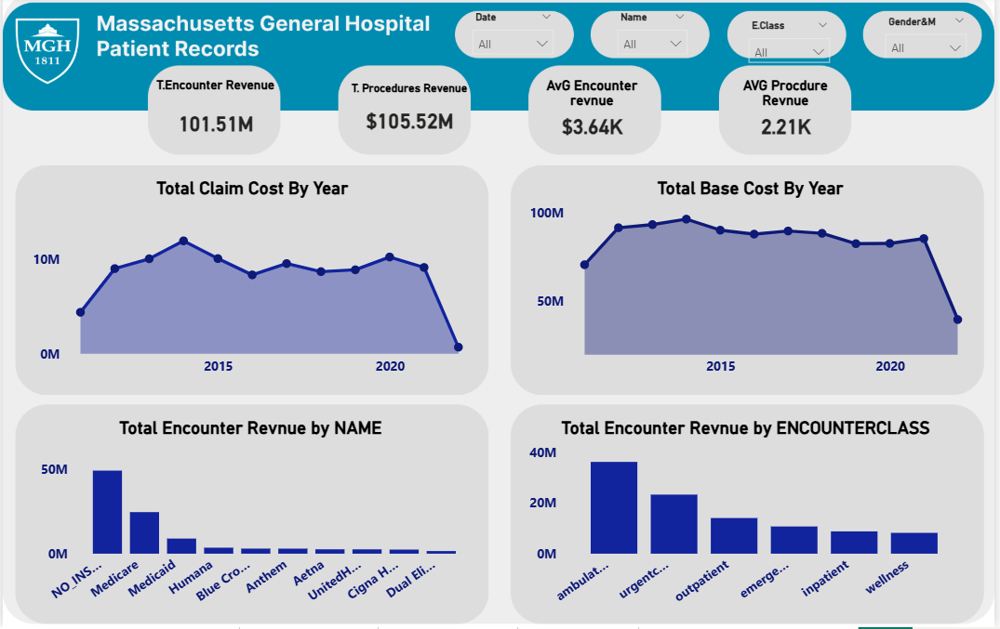 Massachusetts General Hospital
Patient Records
MGH
1811
Date
All
Name
All
E.Class
All
Gender&M
All
T.Encounter Revenue
101.51M
T. Procedures Revenue
$105.52M
AvG Encounter
revnue
$3.64K
AVG Procdure
Revnue
2.21K
Total Claim Cost By Year
10M
0M
2015
2020
Total Base Cost By Year
100M
50M
2015
2020
Total Encounter Revnue by NAME
50M
0M
NO_INS...
Medicare
Medicaid
Humana
Blue Cro...
Anthem
Aetna
UnitedH...
Cigna H...
Dual Eli...
Total Encounter Revnue by ENCOUNTERCLASS
40M
20M
0M
ambulat...
urgentc...
outpatient
emerge...
inpatient
wellness